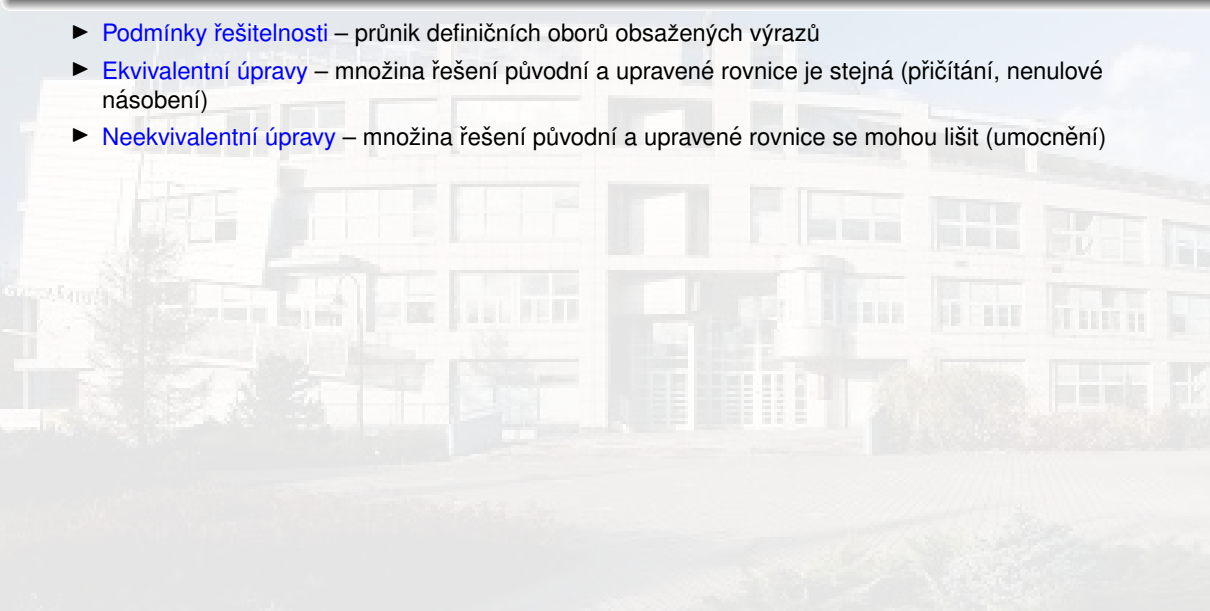 ▶ Podmínky řešitelnosti – průnik definičních oborů obsažených výrazů
▶ Ekvivalentní úpravy – množina řešení původní a upravené rovnice je stejná (přičítání, nenulové
násobení)
▶ Neekvivalentní úpravy – množina řešení původní a upravené rovnice se mohou lišit (umocnění)